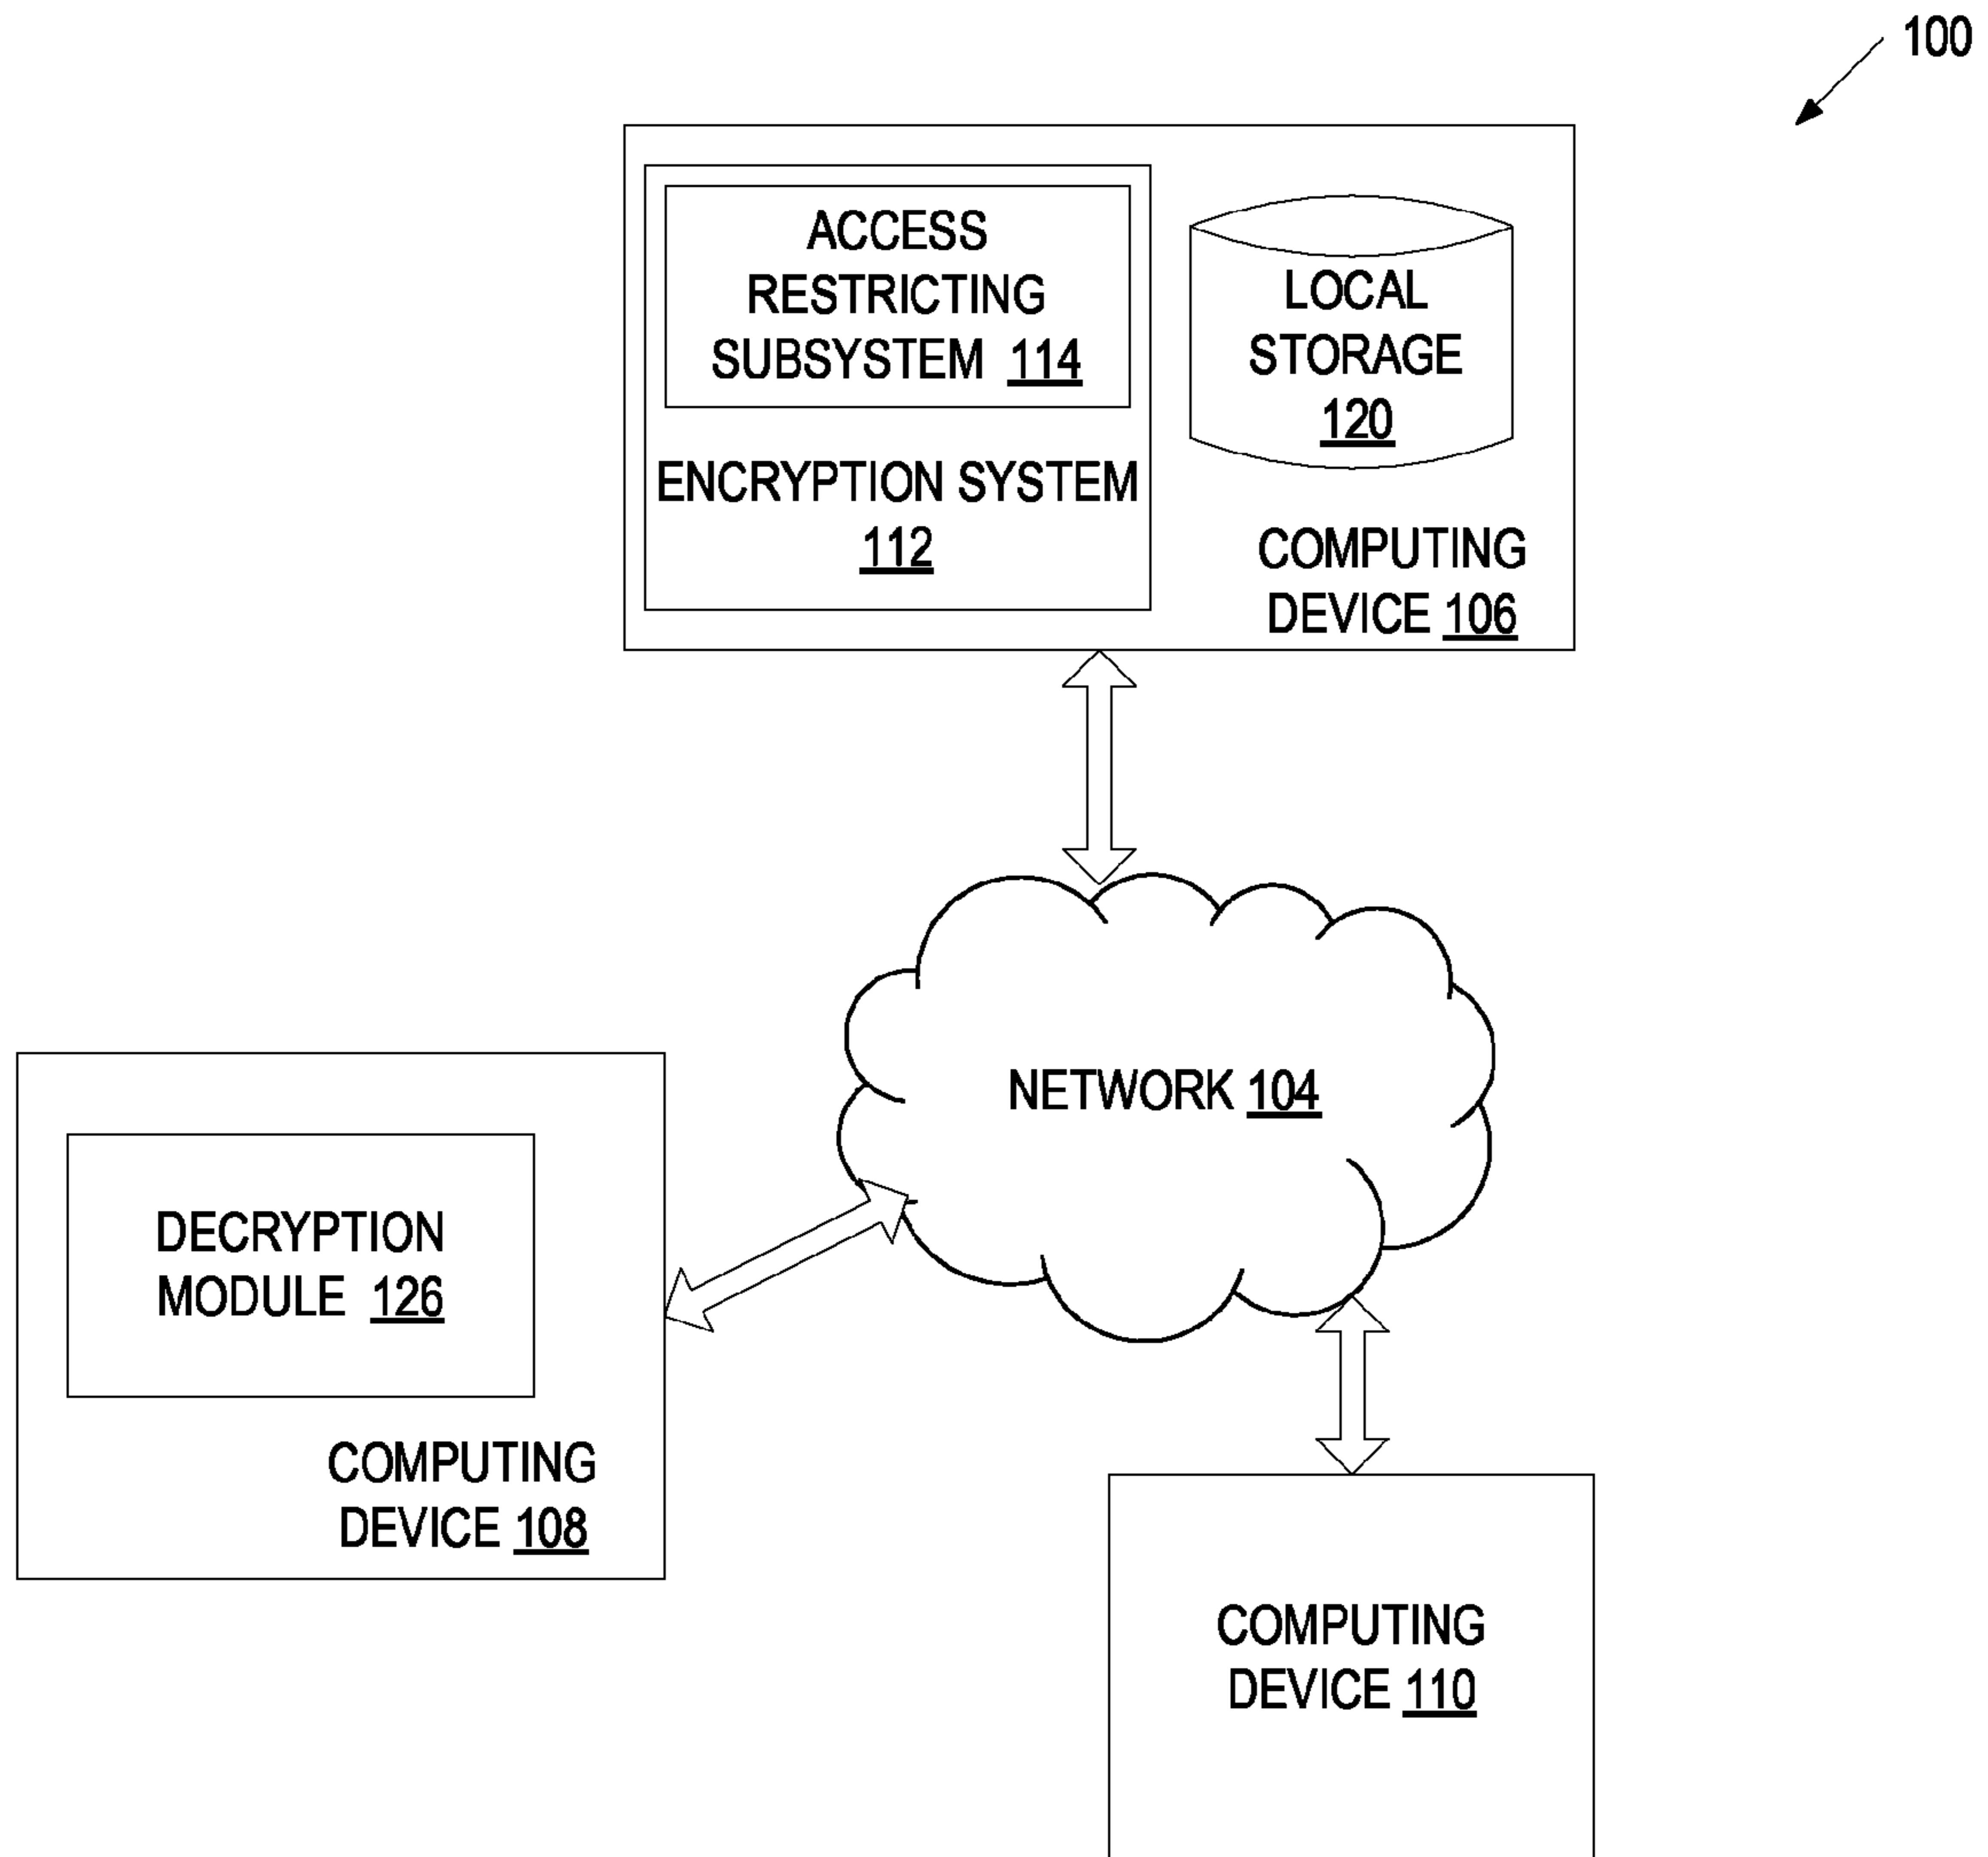 100
ACCESS
RESTRICTING
SUBSYSTEM 114
ENCRYPTION SYSTEM
112
LOCAL
STORAGE
120
COMPUTING
DEVICE 106
NETWORK 104
DECRYPTION
MODULE 126
COMPUTING
DEVICE 108
COMPUTING
DEVICE 110